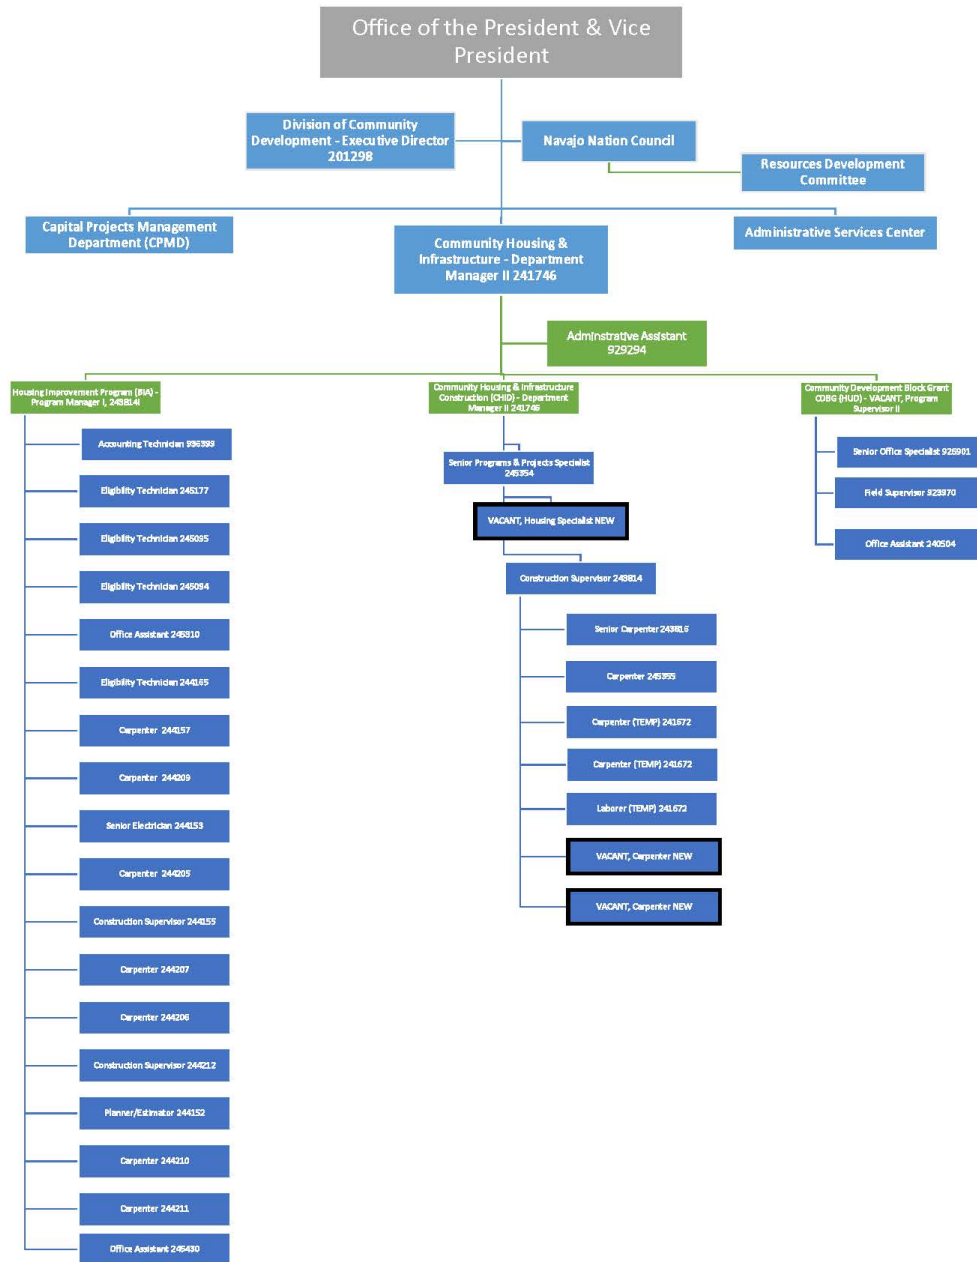 Office of the President & Vice
President
Division of Community
Development - Executive Director
201298
Navajo Nation Council
Resources Development
Committee
Capital Projects Management
Department (CPMD)
Community Housing &
Infrastructure - Department
Manager II 241746
Administrative Services Center
Adminstrative Assistant
929294
Housing Improvement Program (BIA) -
Program Manager I, 243814I
Community Housing & Infrastructure
Construction (CHID) - Department
Manager II 241746
Community Development Block Grant
CDBG (HUD) - VACANT, Program
Supervisor II
Accounting Technician 936399
Eligibility Technician 245177
Eligibility Technician 245095
Eligibility Technician 245094
Office Assistant 245310
Eligibility Technician 244165
Carpenter 244157
Carpenter 244209
Senior Electrician 244153
Carpenter 244205
Construction Supervisor 244155
Carpenter 244207
Carpenter 244206
Construction Supervisor 244212
Planner/Estimator 244152
Carpenter 244210
Carpenter 244211
Office Assistant 245430
Senior Programs & Projects Specialist
245354
VACANT, Housing Specialist NEW
Construction Supervisor 243814
Senior Carpenter 243816
Carpenter 245355
Carpenter (TEMP) 241672
Carpenter (TEMP) 241672
Laborer (TEMP) 241672
VACANT, Carpenter NEW
VACANT, Carpenter NEW
Senior Office Specialist 926901
Field Supervisor 923970
Office Assistant 240504